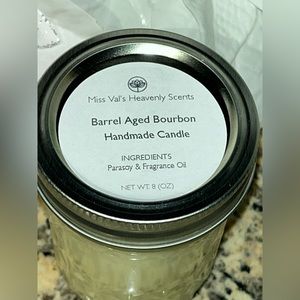 Miss Val's Heavenly Scents
Barrel Aged Bourbon
Handmade Candle
INGREDIENTS
Parasoy & Fragrance Oil
NET WT. 8 (OZ)